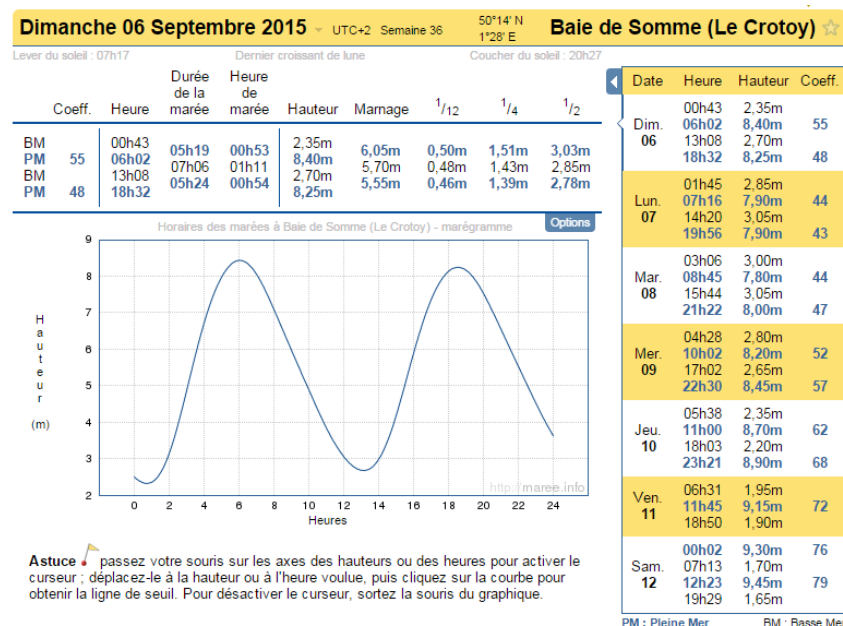 Dimanche 06 Septembre 2015 UTC+2 Semaine 36 50°14' N 1°28' E Baie de Somme (Le Crotoy)
Lever du soleil : 07h17 Dernier croissant de lune Coucher du soleil : 20h27
Coeff. Heure Durée de la marée Heure de marée Hauteur Marnage 1/12 1/4 1/2
BM 00h43 2,35m
PM 55 06h02 05h19 00h53 8,40m 6,05m 0,50m 1,51m 3,03m
BM 13h08 07h06 01h11 2,70m 5,70m 0,48m 1,43m 2,85m
PM 48 18h32 05h24 00h54 8,25m 5,55m 0,46m 1,39m 2,78m
Horaires des marées à Baie de Somme (Le Crotoy) - marégramme
Options
Hauteur
(m)
9
8
7
6
5
4
3
2
http://maree.info
0 2 4 6 8 10 12 14 16 18 20 22 24
Heures
Astuce passez votre souris sur les axes des hauteurs ou des heures pour activer le
curseur ; déplacez-le à la hauteur ou à l'heure voulue, puis cliquez sur la courbe pour
obtenir la ligne de seuil. Pour désactiver le curseur, sortez la souris du graphique.
Date Heure Hauteur Coeff.
Dim. 06
00h43 2,35m
06h02 8,40m 55
13h08 2,70m
18h32 8,25m 48
Lun. 07
01h45 2,85m
07h16 7,90m 44
14h20 3,05m
19h56 7,90m 43
Mar. 08
03h06 3,00m
08h45 7,80m 44
15h44 3,05m
21h22 8,00m 47
Mer. 09
04h28 2,80m
10h02 8,20m 52
17h02 2,65m
22h30 8,45m 57
Jeu. 10
05h38 2,35m
11h00 8,70m 62
18h03 2,20m
23h21 8,90m 68
Ven. 11
06h31 1,95m
11h45 9,15m 72
18h50 1,90m
Sam. 12
00h02 9,30m 76
07h13 1,70m
12h23 9,45m 79
19h29 1,65m
PM : Pleine Mer BM : Basse Mer